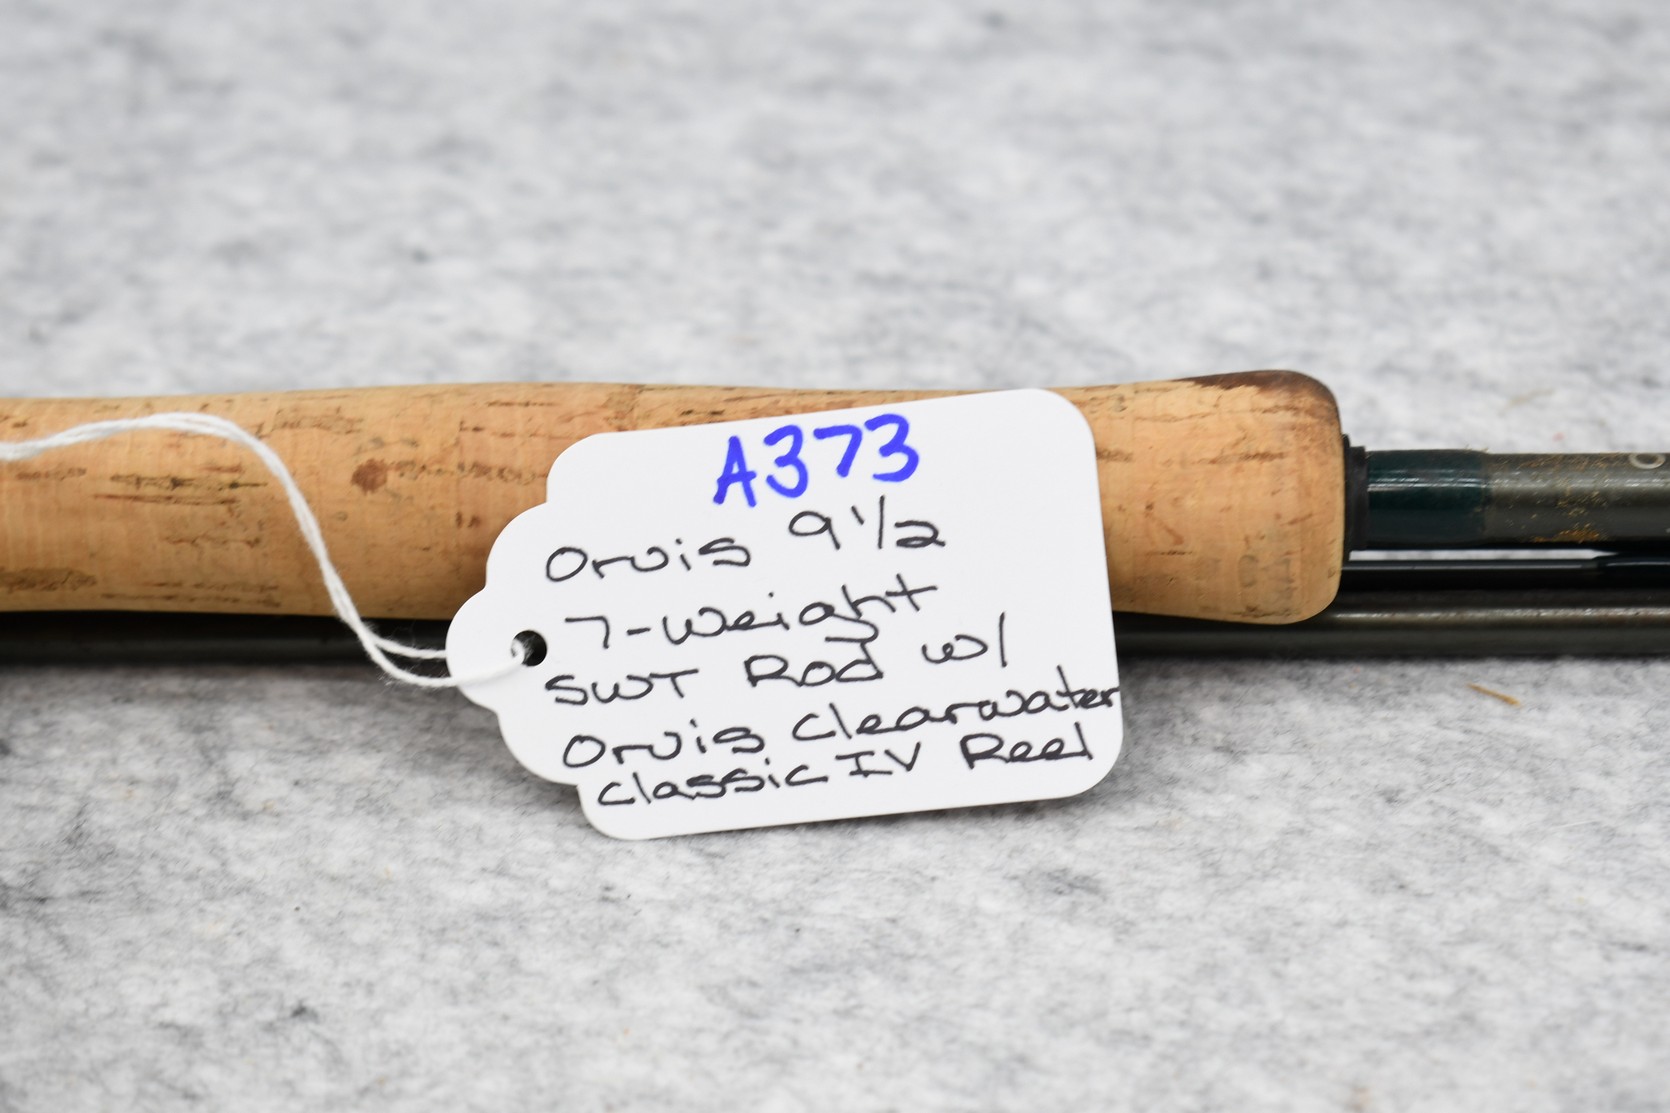 A373
Orvis 9 1/2
7-Weight
SWT Rod w/
Orvis Clearwater
Classic IV Reel